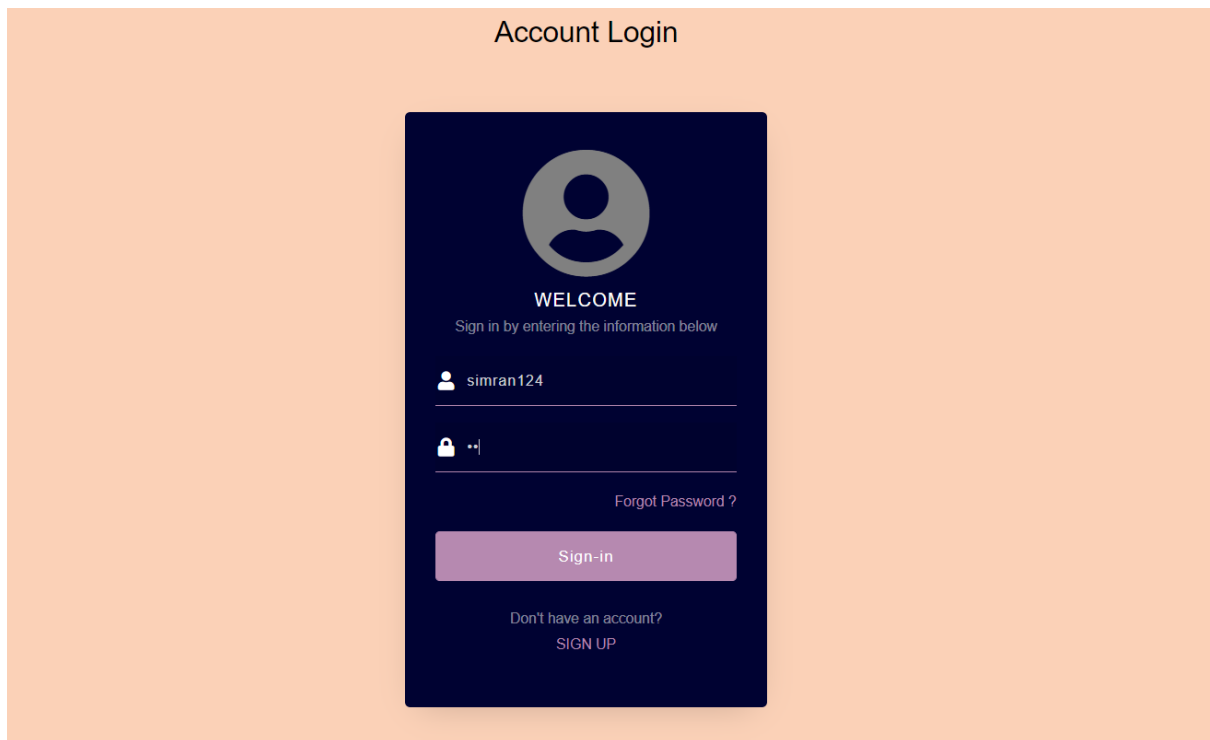 Account Login
WELCOME
Sign in by entering the information below
simran124
••
Forgot Password ?
Sign-in
Don't have an account?
SIGN UP